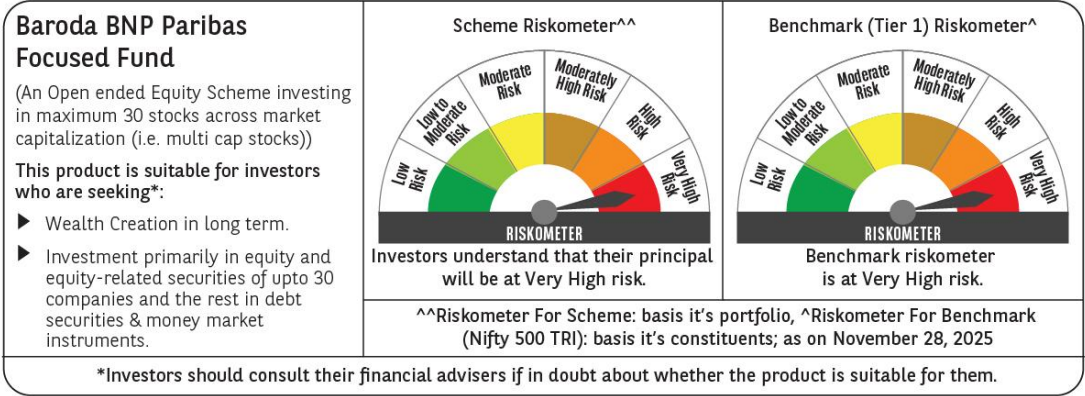 Baroda BNP Paribas
Focused Fund
(An Open ended Equity Scheme investing
in maximum 30 stocks across market
capitalization (i.e. multi cap stocks))
This product is suitable for investors
who are seeking*:
▶ Wealth Creation in long term.
▶ Investment primarily in equity and
equity-related securities of upto 30
companies and the rest in debt
securities & money market
instruments.
Scheme Riskometer^^
Low
Risk
Low to
Moderate
Risk
Moderate
Risk
Moderately
High Risk
High
Risk
Very High
Risk
RISKOMETER
Investors understand that their principal
will be at Very High risk.
Benchmark (Tier 1) Riskometer^
Low
Risk
Low to
Moderate
Risk
Moderate
Risk
Moderately
High Risk
High
Risk
Very High
Risk
RISKOMETER
Benchmark riskometer
is at Very High risk.
^^Riskometer For Scheme: basis it's portfolio, ^Riskometer For Benchmark
(Nifty 500 TRI): basis it's constituents; as on November 28, 2025
*Investors should consult their financial advisers if in doubt about whether the product is suitable for them.